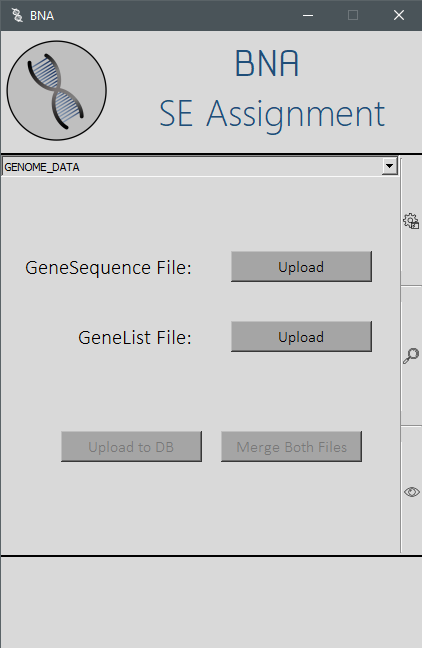 BNA
BNA
SE Assignment
GENOME_DATA
GeneSequence File:
Upload
GeneList File:
Upload
Upload to DB
Merge Both Files